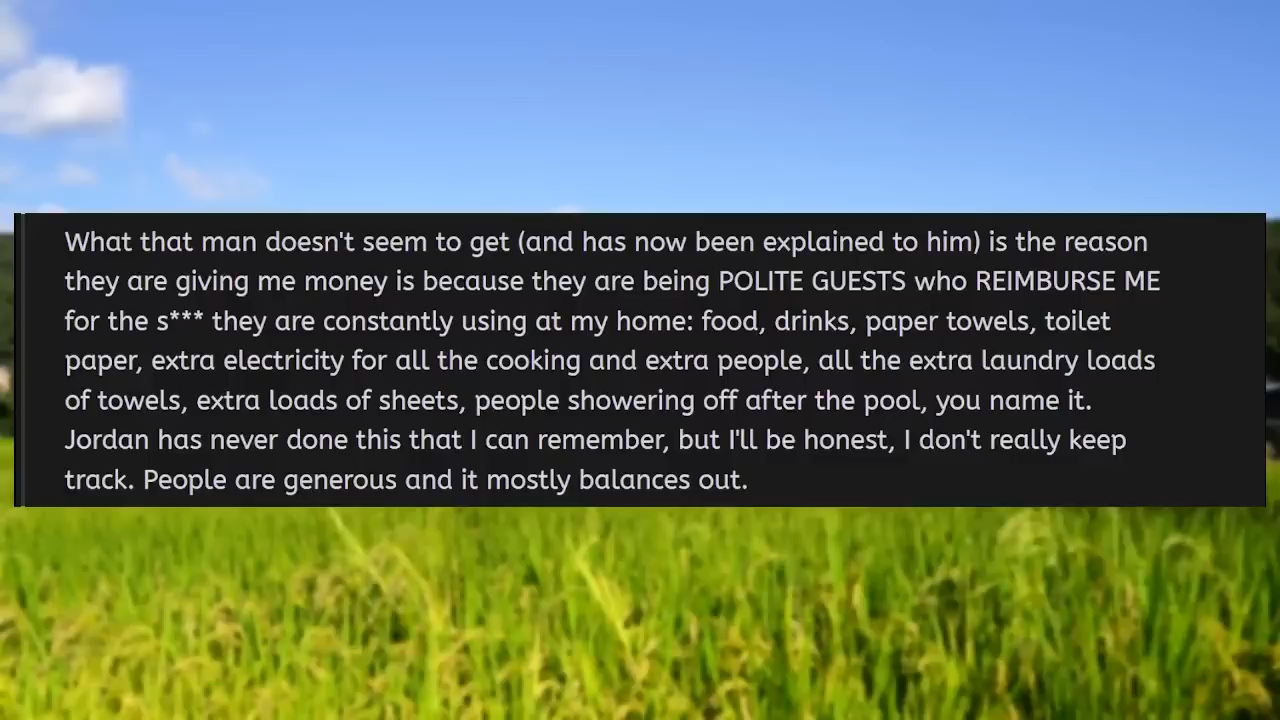 What that man doesn't seem to get (and has now been explained to him) is the reason
they are giving me money is because they are being POLITE GUESTS who REIMBURSE ME
for the s*** they are constantly using at my home: food, drinks, paper towels, toilet
paper, extra electricity for all the cooking and extra people, all the extra laundry loads
of towels, extra loads of sheets, people showering off after the pool, you name it.
Jordan has never done this that I can remember, but I'll be honest, I don't really keep
track. People are generous and it mostly balances out.